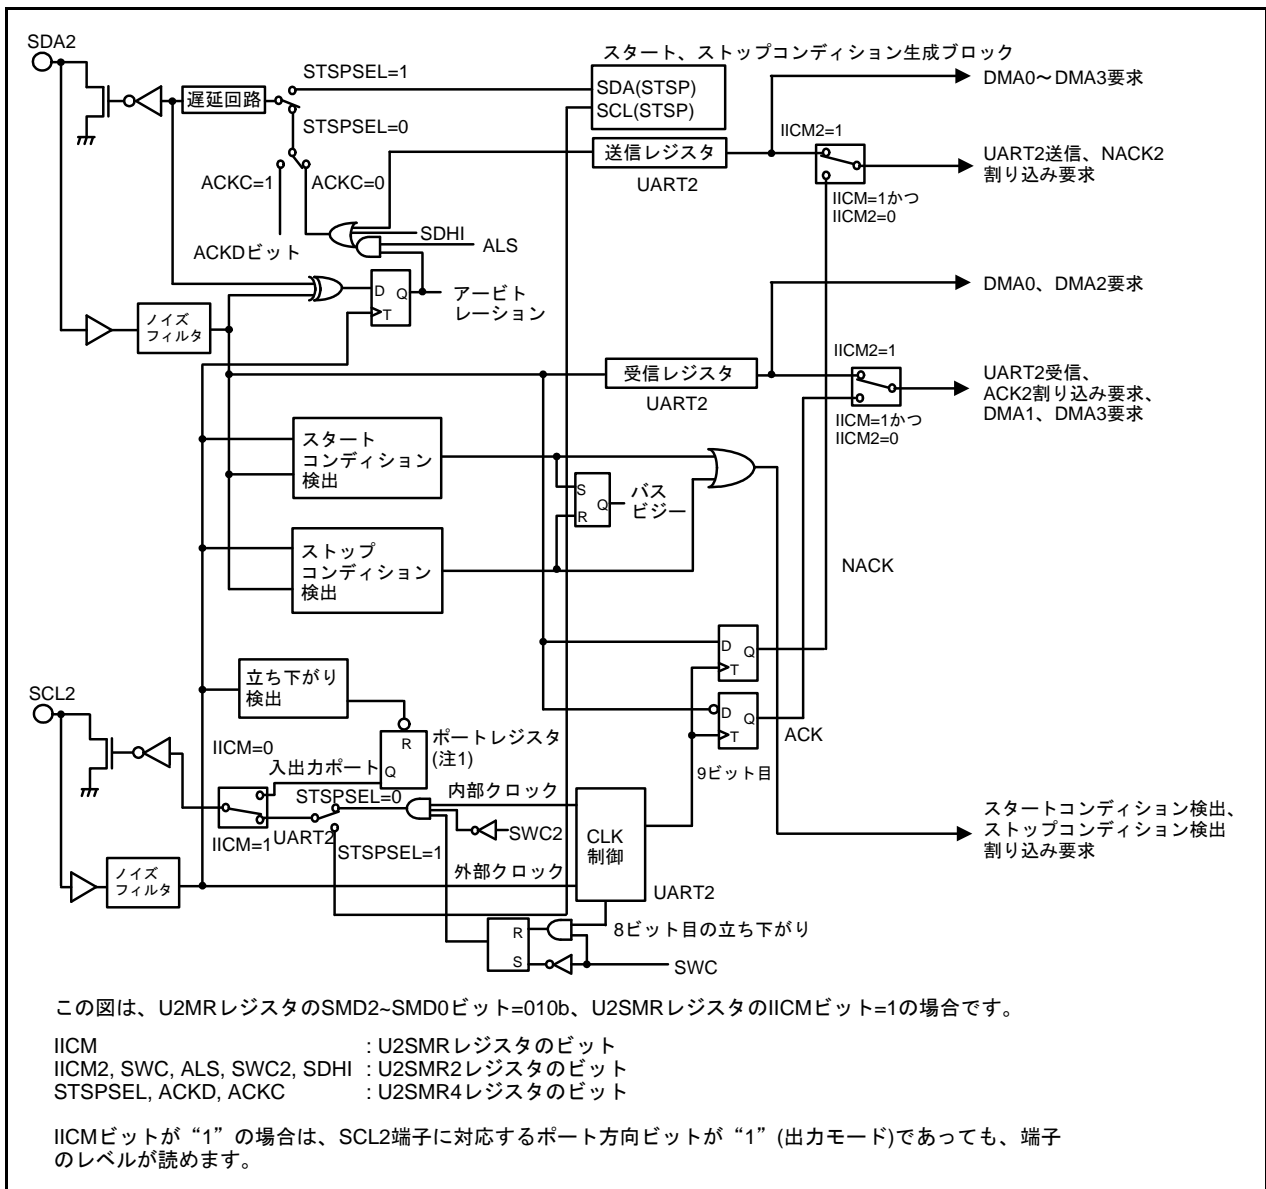 SDA2
スタート、ストップコンディション生成ブロック
STSPSEL=1
SDA(STSP)
SCL(STSP)
DMA0～DMA3要求
遅延回路
STSPSEL=0
IICM2=1
送信レジスタ
UART2
UART2送信、NACK2
割り込み要求
ACKC=1
ACKC=0
IICM=1かつ
IICM2=0
SDHI
ALS
ACKDビット
D
Q
T
アービト
レーション
DMA0、DMA2要求
ノイズ
フィルタ
IICM2=1
受信レジスタ
UART2
UART2受信、
ACK2割り込み要求、
DMA1、DMA3要求
IICM=1かつ
IICM2=0
スタート
コンディション
検出
S
Q
R
バス
ビジー
ストップ
コンディション
検出
NACK
D
Q
T
立ち下がり
検出
SCL2
D
Q
T
ACK
R
Q
ポートレジスタ
(注1)
IICM=0
入出力ポート
9ビット目
STSPSEL=0
内部クロック
SWC2
IICM=1
UART2
STSPSEL=1
CLK
制御
スタートコンディション検出、
ストップコンディション検出
割り込み要求
ノイズ
フィルタ
外部クロック
UART2
R
S
8ビット目の立ち下がり
SWC
この図は、U2MRレジスタのSMD2~SMD0ビット=010b、U2SMRレジスタのIICMビット=1の場合です。
IICM : U2SMRレジスタのビット
IICM2, SWC, ALS, SWC2, SDHI : U2SMR2レジスタのビット
STSPSEL, ACKD, ACKC : U2SMR4レジスタのビット
IICMビットが“1”の場合は、SCL2端子に対応するポート方向ビットが“1”(出力モード)であっても、端子
のレベルが読めます。